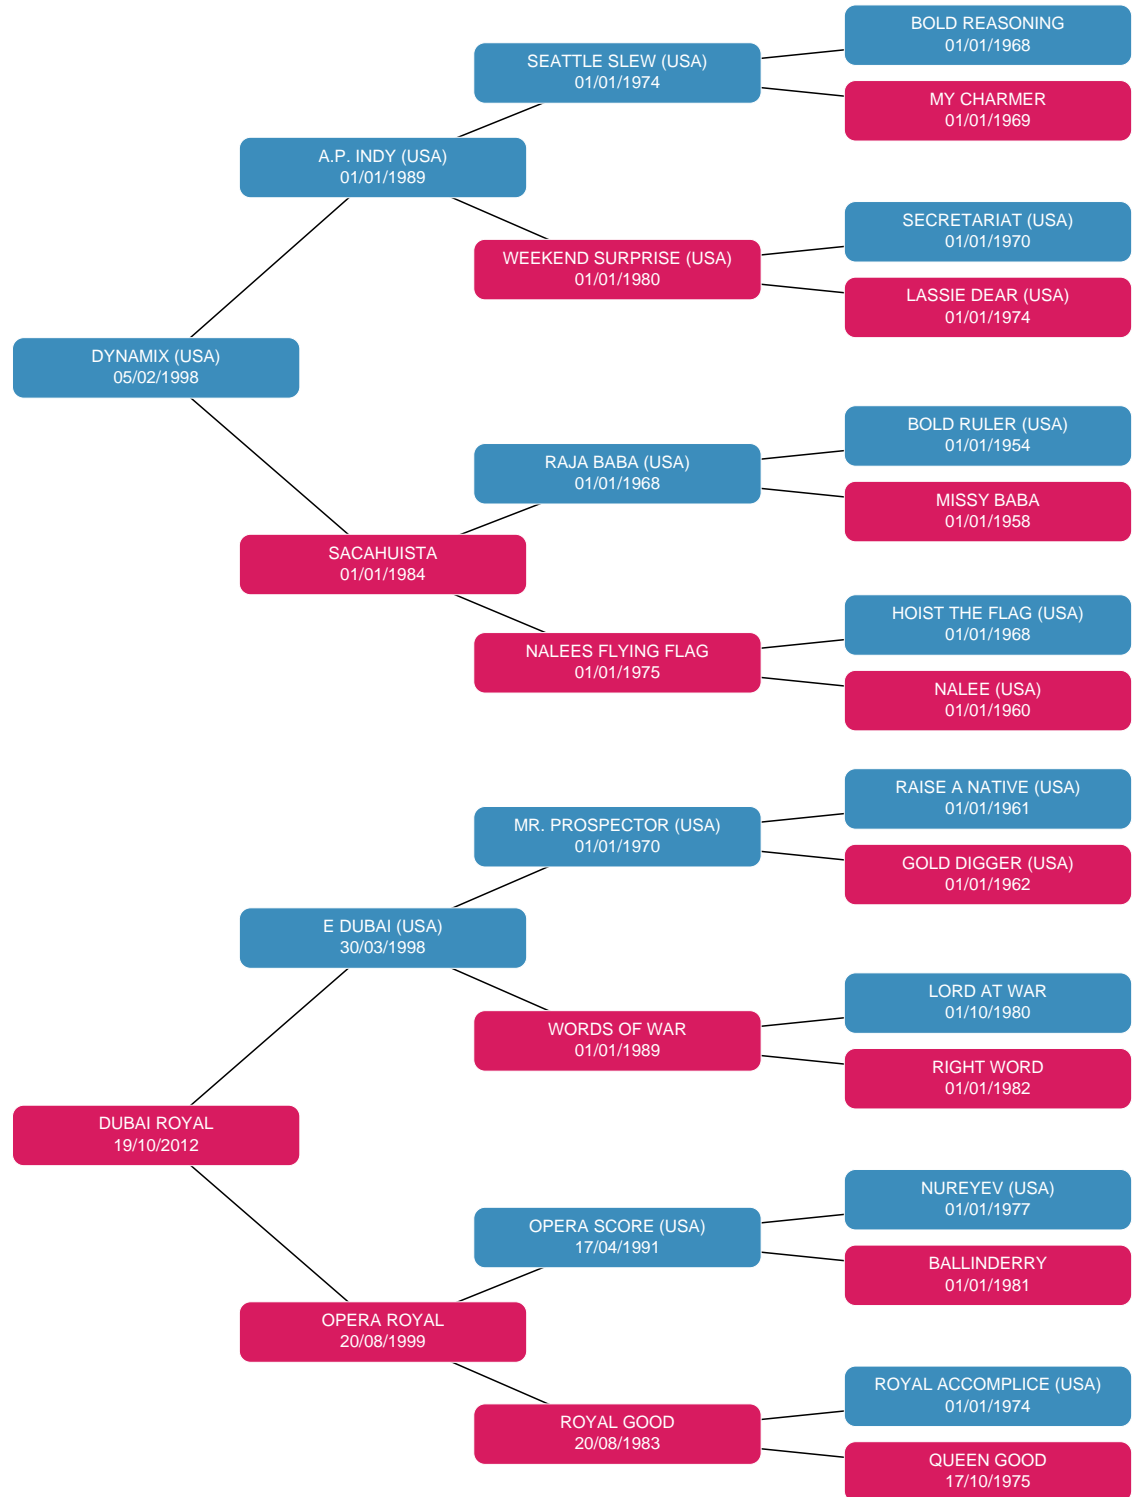 BOLD REASONING
01/01/1968
SEATTLE SLEW (USA)
01/01/1974
MY CHARMER
01/01/1969
A.P. INDY (USA)
01/01/1989
SECRETARIAT (USA)
01/01/1970
WEEKEND SURPRISE (USA)
01/01/1980
LASSIE DEAR (USA)
01/01/1974
DYNAMIX (USA)
05/02/1998
BOLD RULER (USA)
01/01/1954
RAJA BABA (USA)
01/01/1968
MISSY BABA
01/01/1958
SACAHUISTA
01/01/1984
HOIST THE FLAG (USA)
01/01/1968
NALEES FLYING FLAG
01/01/1975
NALEE (USA)
01/01/1960
RAISE A NATIVE (USA)
01/01/1961
MR. PROSPECTOR (USA)
01/01/1970
GOLD DIGGER (USA)
01/01/1962
E DUBAI (USA)
30/03/1998
LORD AT WAR
01/10/1980
WORDS OF WAR
01/01/1989
RIGHT WORD
01/01/1982
DUBAI ROYAL
19/10/2012
NUREYEV (USA)
01/01/1977
OPERA SCORE (USA)
17/04/1991
BALLINDERRY
01/01/1981
OPERA ROYAL
20/08/1999
ROYAL ACCOMPLICE (USA)
01/01/1974
ROYAL GOOD
20/08/1983
QUEEN GOOD
17/10/1975